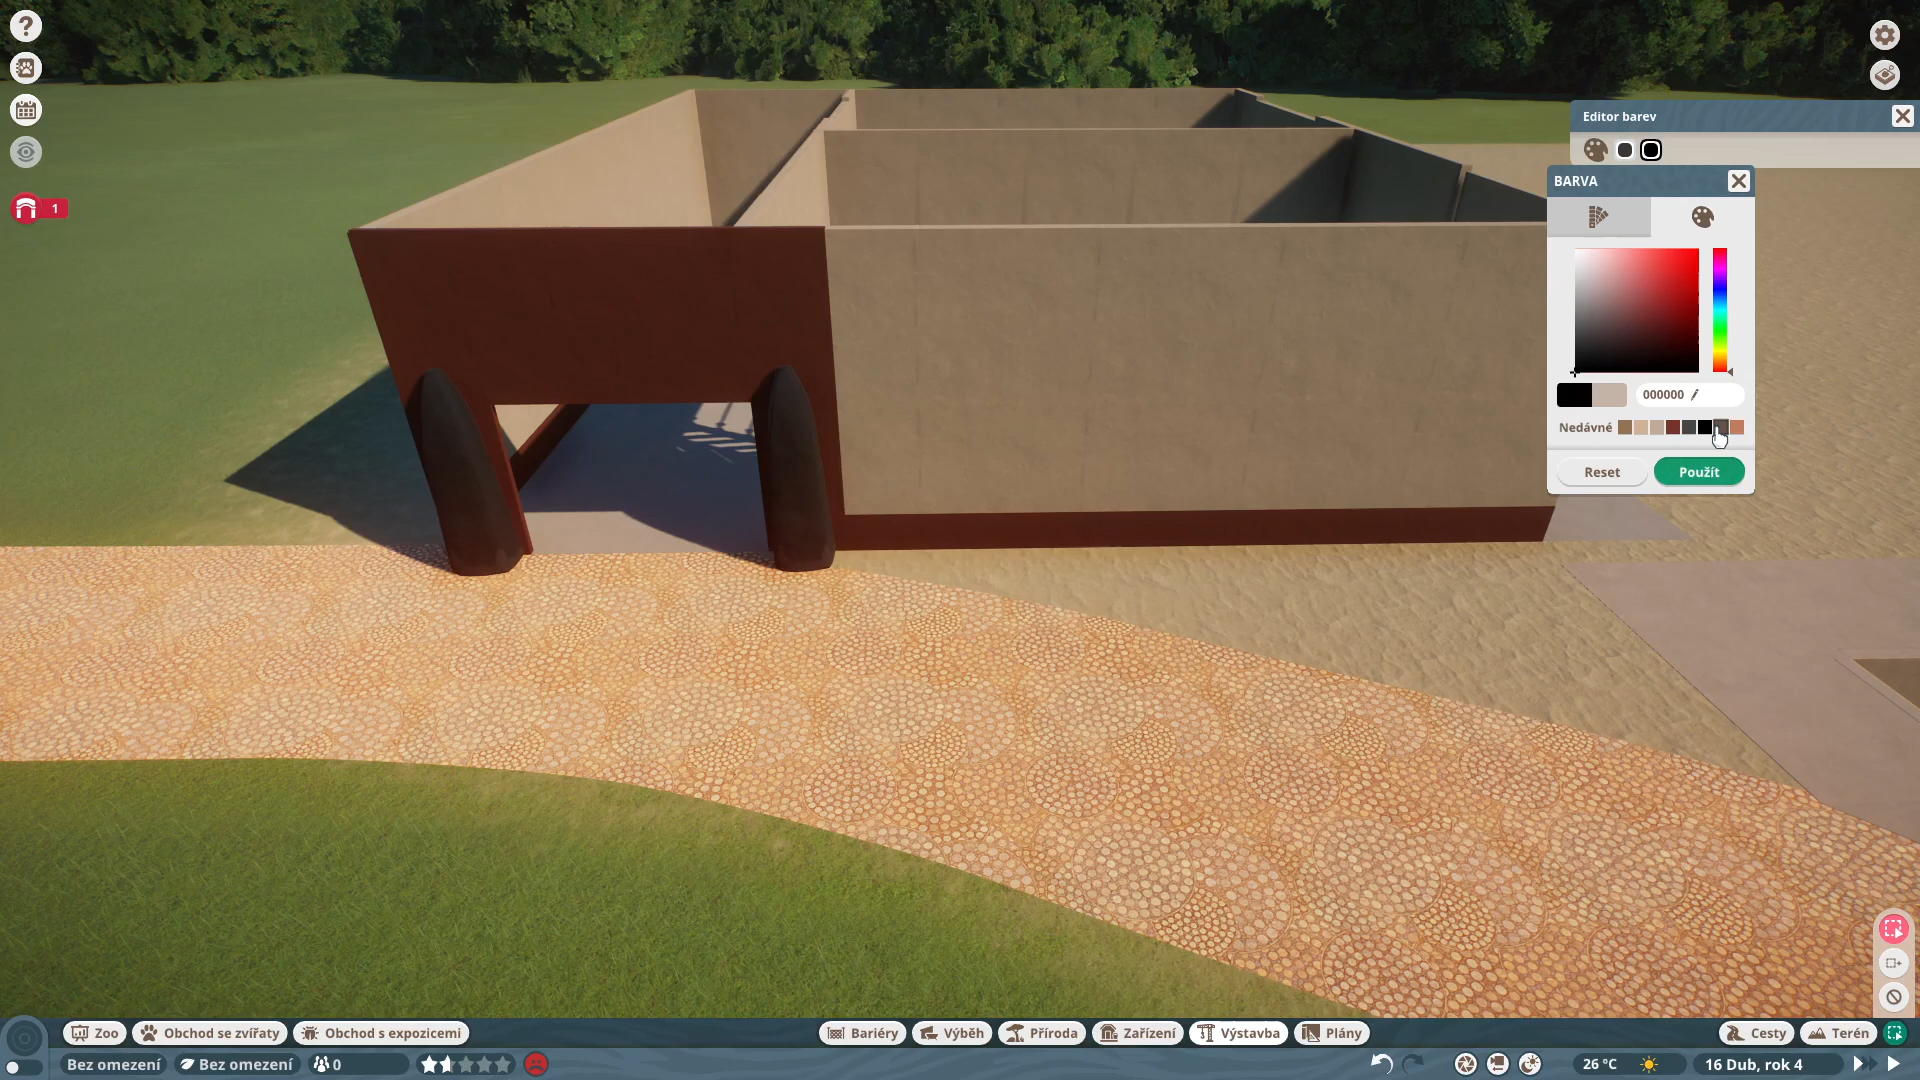 ?
1
Editor barev
BARVA
000000
Nedávné
Reset
Použít
Zoo
Obchod se zvířaty
Obchod s expozicemi
Bariéry
Výběh
Příroda
Zařízení
Výstavba
Plány
Cesty
Terén
Bez omezení
Bez omezení
0
26 °C
16 Dub, rok 4